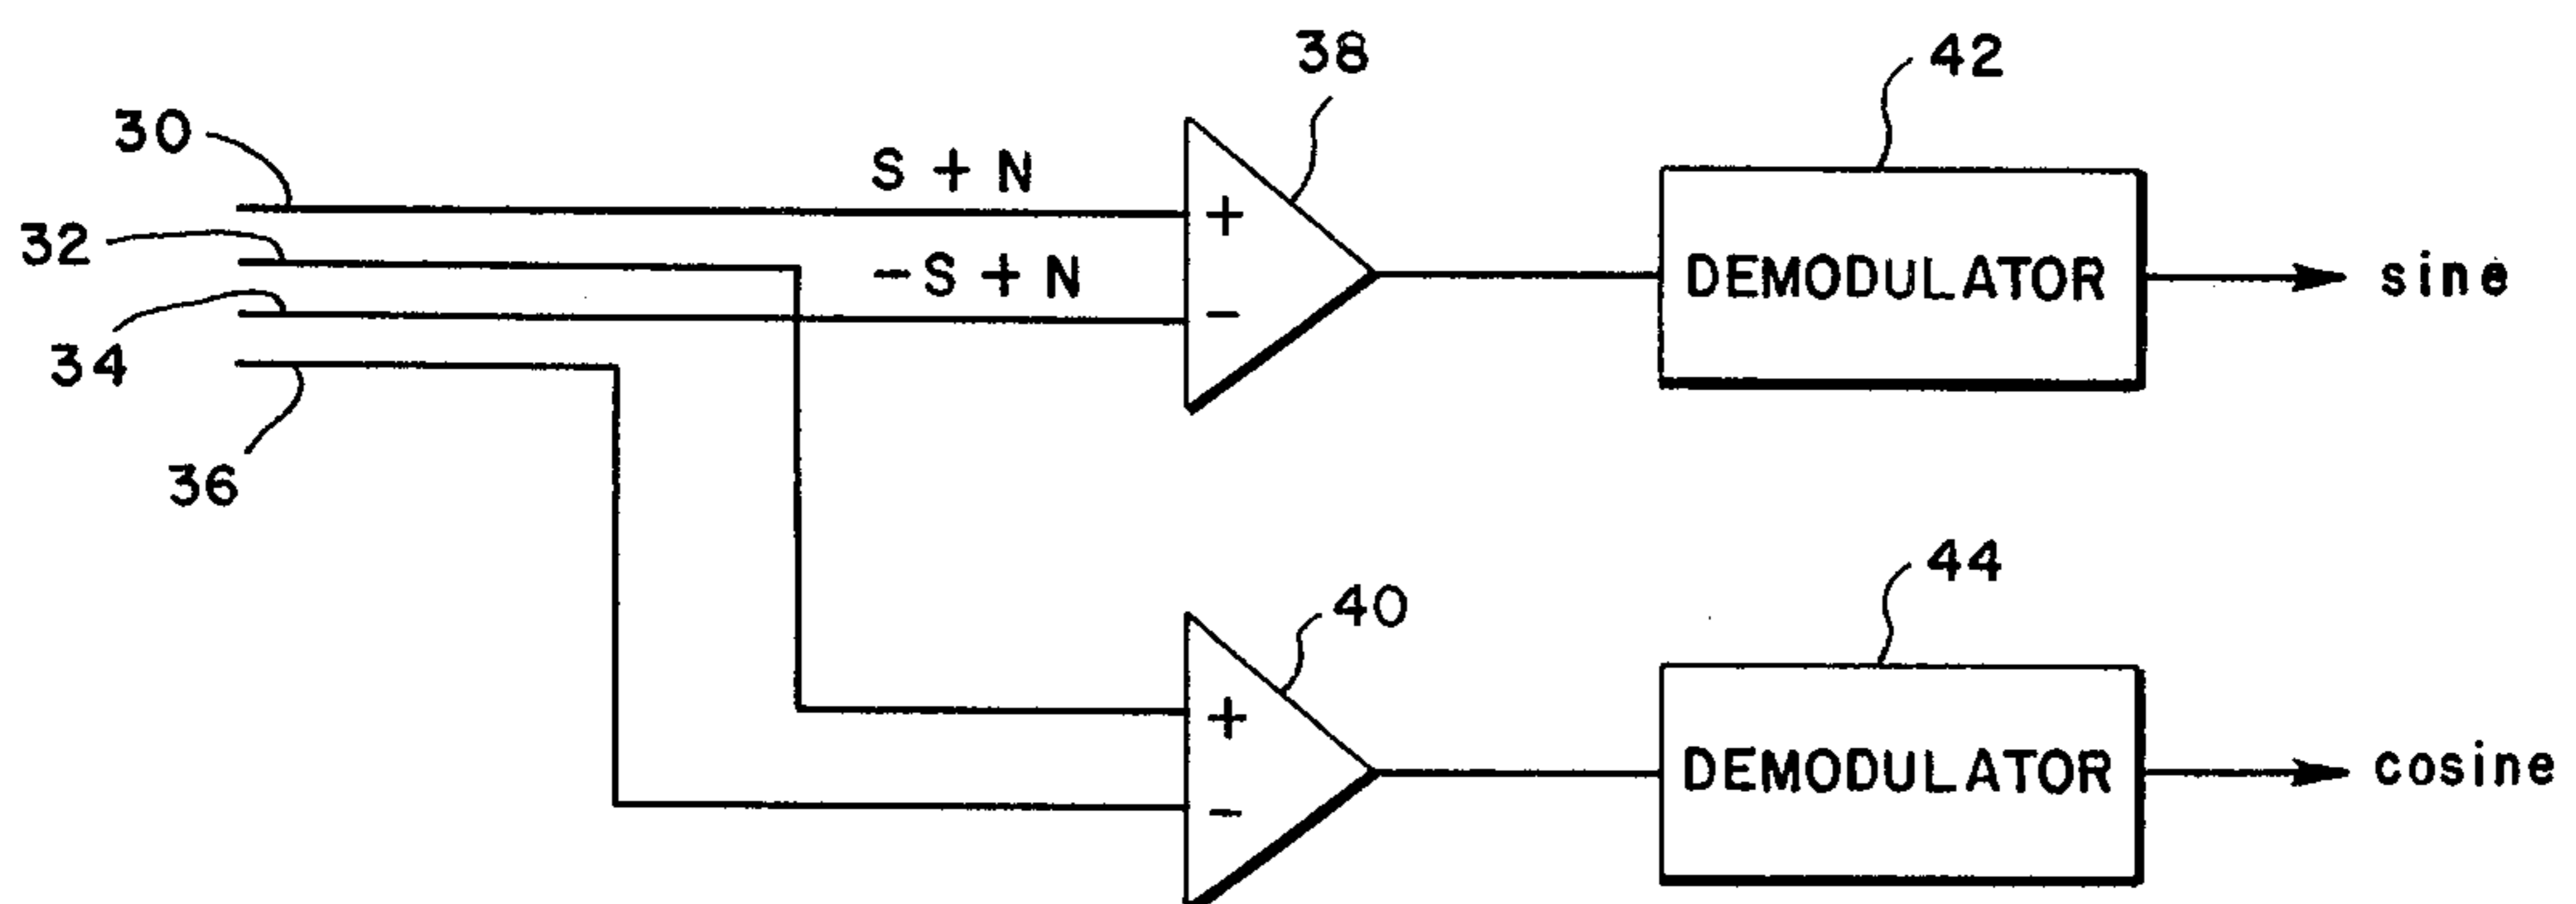 38
42
30
S + N
+
32
-S + N
DEMODULATOR
sine
-
34
36
44
40
+
DEMODULATOR
cosine
-